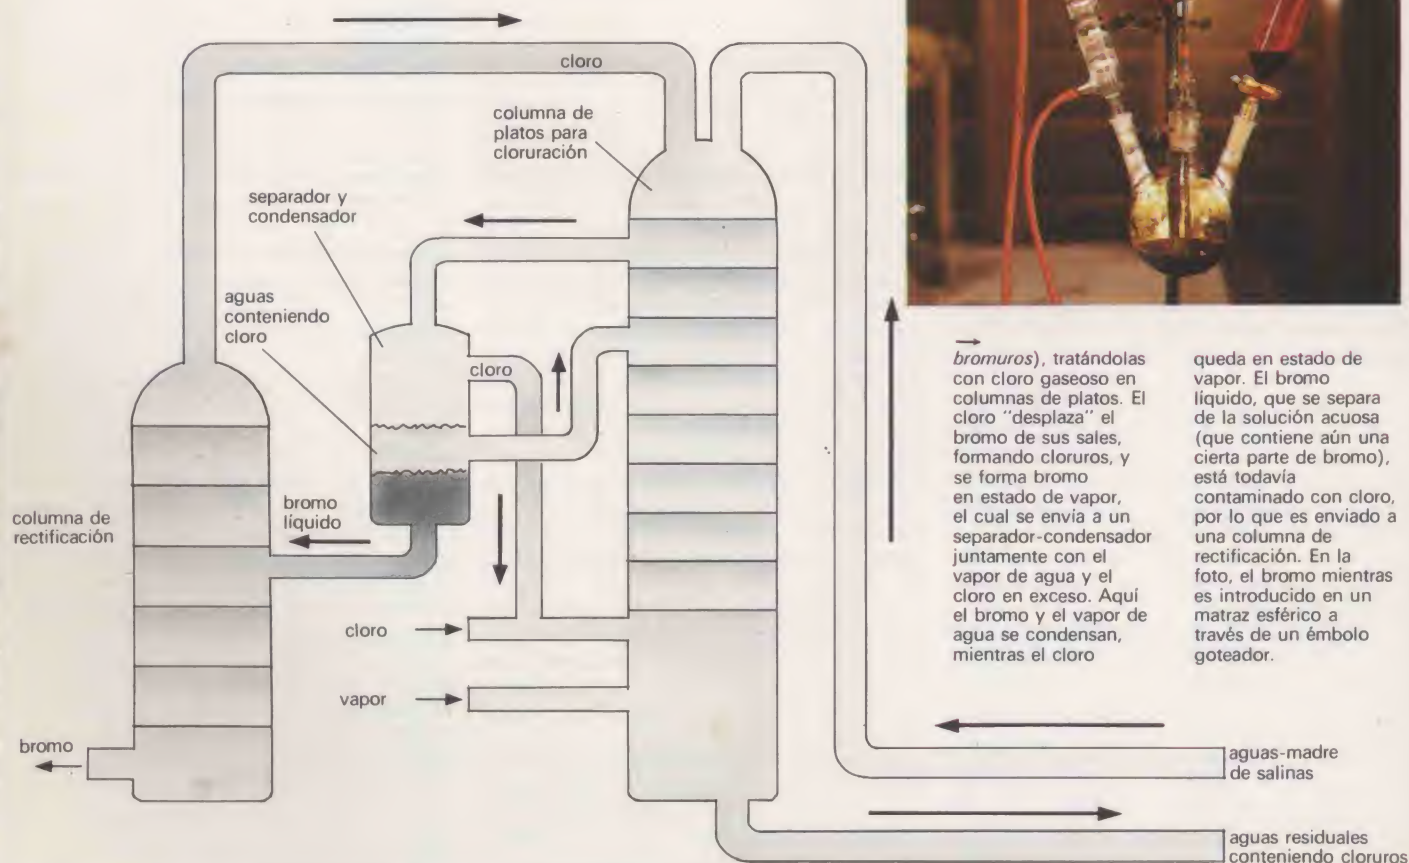 cloro
columna de
platos para
cloruración
separador y
condensador
aguas
conteniendo
cloro
cloro
bromo
líquido
columna de
rectificación
cloro
vapor
bromo
aguas-madre
de salinas
aguas residuales
conteniendo cloruros
bromuros), tratándolas
con cloro gaseoso en
columnas de platos. El
cloro "desplaza" el
bromo de sus sales,
formando cloruros, y
se forma bromo
en estado de vapor,
el cual se envía a un
separador-condensador
juntamente con el
vapor de agua y el
cloro en exceso. Aquí
el bromo y el vapor de
agua se condensan,
mientras el cloro
queda en estado de
vapor. El bromo
líquido, que se separa
de la solución acuosa
(que contiene aún una
cierta parte de bromo),
está todavía
contaminado con cloro,
por lo que es enviado a
una columna de
rectificación. En la
foto, el bromo mientras
es introducido en un
matraz esférico a
través de un émbolo
goteador.